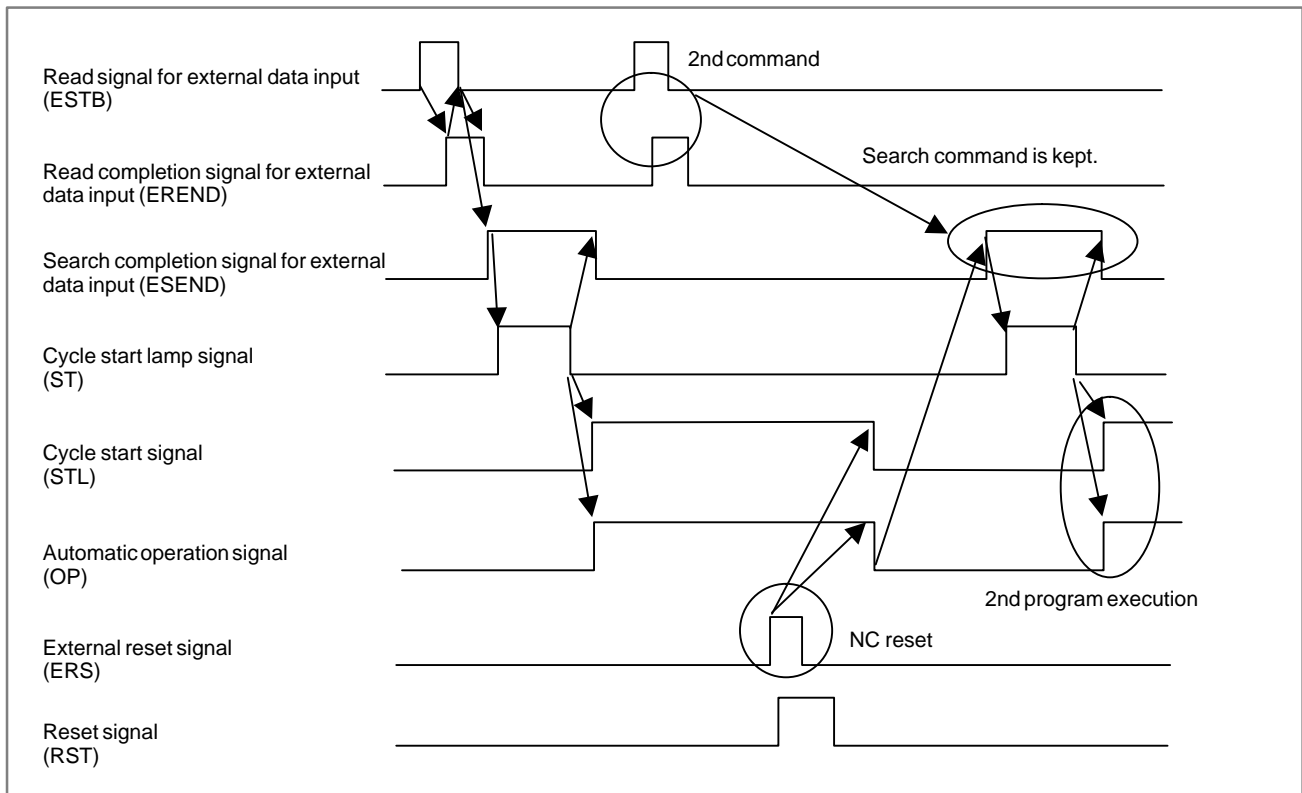 Read signal for external data input
(ESTB)
2nd command
Read completion signal for external
data input (EREND)
Search command is kept.
Search completion signal for external
data input (ESEND)
Cycle start lamp signal
(ST)
Cycle start signal
(STL)
Automatic operation signal
(OP)
2nd program execution
External reset signal
(ERS)
NC reset
Reset signal
(RST)